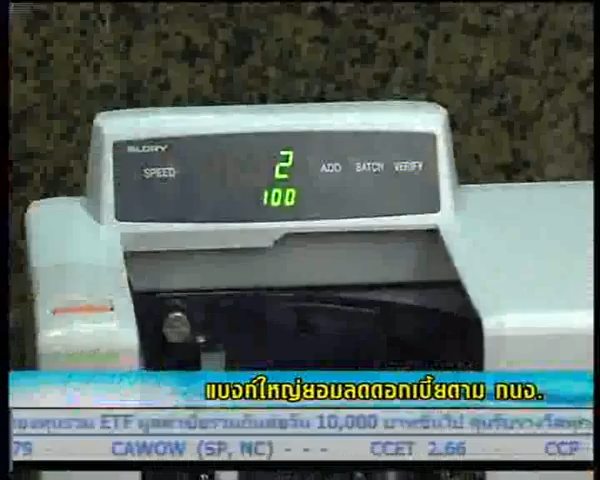 GLORY
SPEED 2 ADD BATCH VERIFY
100
แบงก์ใหญ่ยอมลดดอกเบี้ยตาม กนง.
ETF 10,000
79 - CAWOW (SP, NC) - - - CCET 2.66 CCP